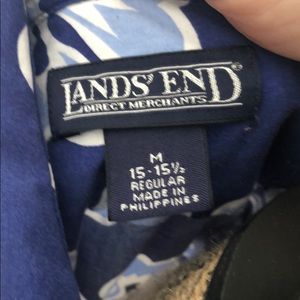 LANDS' END
DIRECT MERCHANTS
M
15-15½
REGULAR
MADE IN
PHILIPPINES